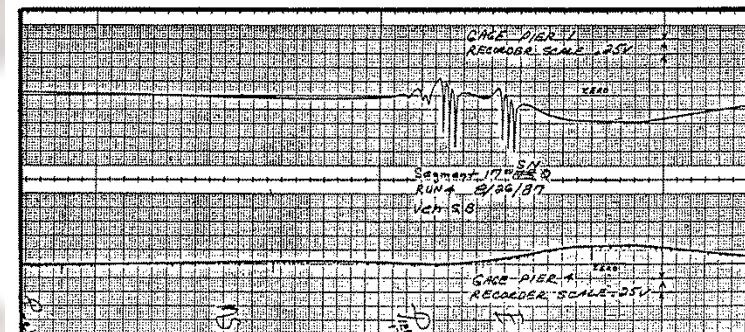 GAGE-PIER 1
RECORDER SCALE .25V
ZERO
SN
Segment 17
RUN 4 8/26/87
Veh SB
ZERO
GAGE-PIER 4
RECORDER SCALE .25V